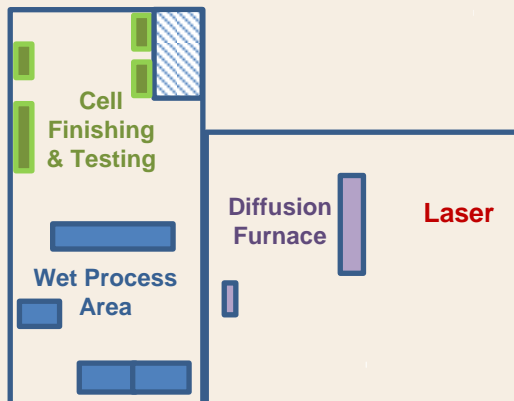 Cell
Finishing
& Testing
Diffusion
Furnace
Laser
Wet Process
Area